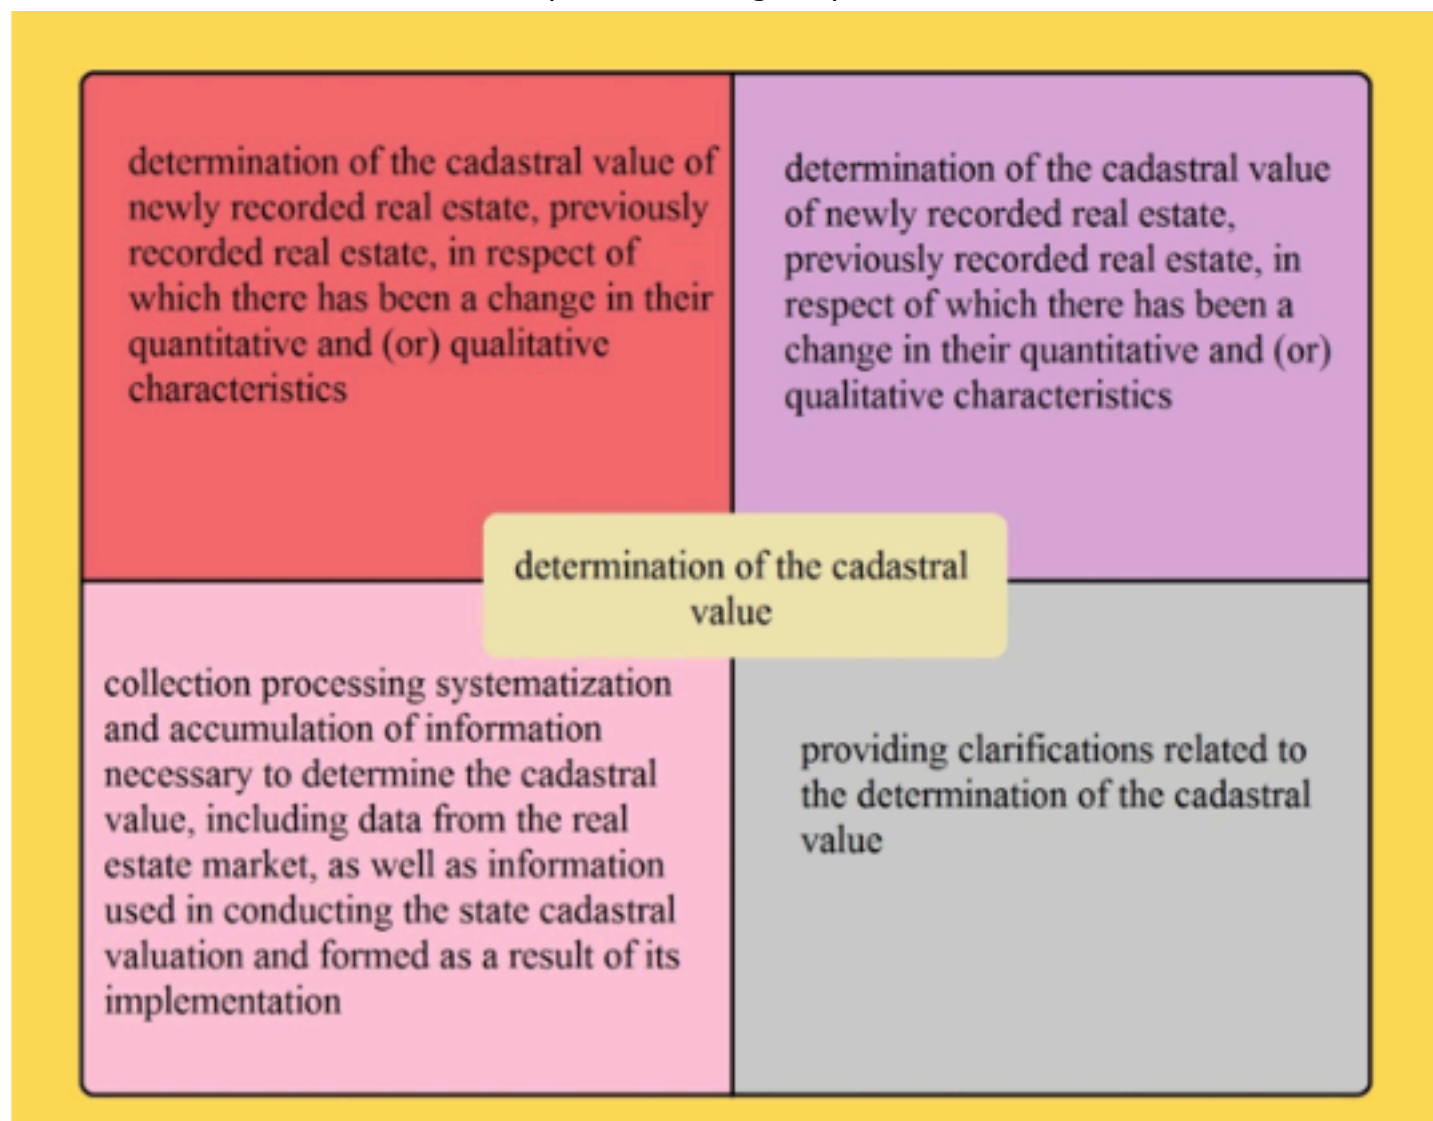 determination of the cadastral value of
newly recorded real estate, previously
recorded real estate, in respect of
which there has been a change in their
quantitative and (or) qualitative
characteristics
determination of the cadastral value
of newly recorded real estate,
previously recorded real estate, in
respect of which there has been a
change in their quantitative and (or)
qualitative characteristics
determination of the cadastral
value
collection processing systematization
and accumulation of information
necessary to determine the cadastral
value, including data from the real
estate market, as well as information
used in conducting the state cadastral
valuation and formed as a result of its
implementation
providing clarifications related to
the determination of the cadastral
value